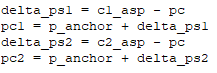 delta_ps1 = c1_asp - pc
pc1 = p_anchor + delta_ps1
delta_ps2 = c2_asp - pc
pc2 = p_anchor + delta_ps2